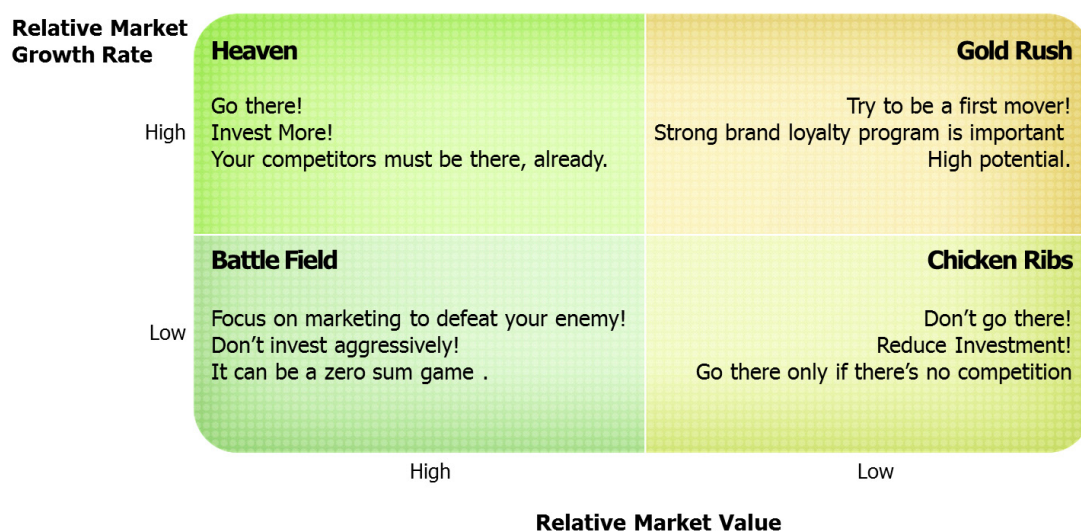 Relative Market
Growth Rate
Heaven
Gold Rush
High
Go there!
Invest More!
Your competitors must be there, already.
Try to be a first mover!
Strong brand loyalty program is important
High potential.
Battle Field
Chicken Ribs
Low
Focus on marketing to defeat your enemy!
Don’t invest aggressively!
It can be a zero sum game .
Don’t go there!
Reduce Investment!
Go there only if there’s no competition
High
Low
Relative Market Value